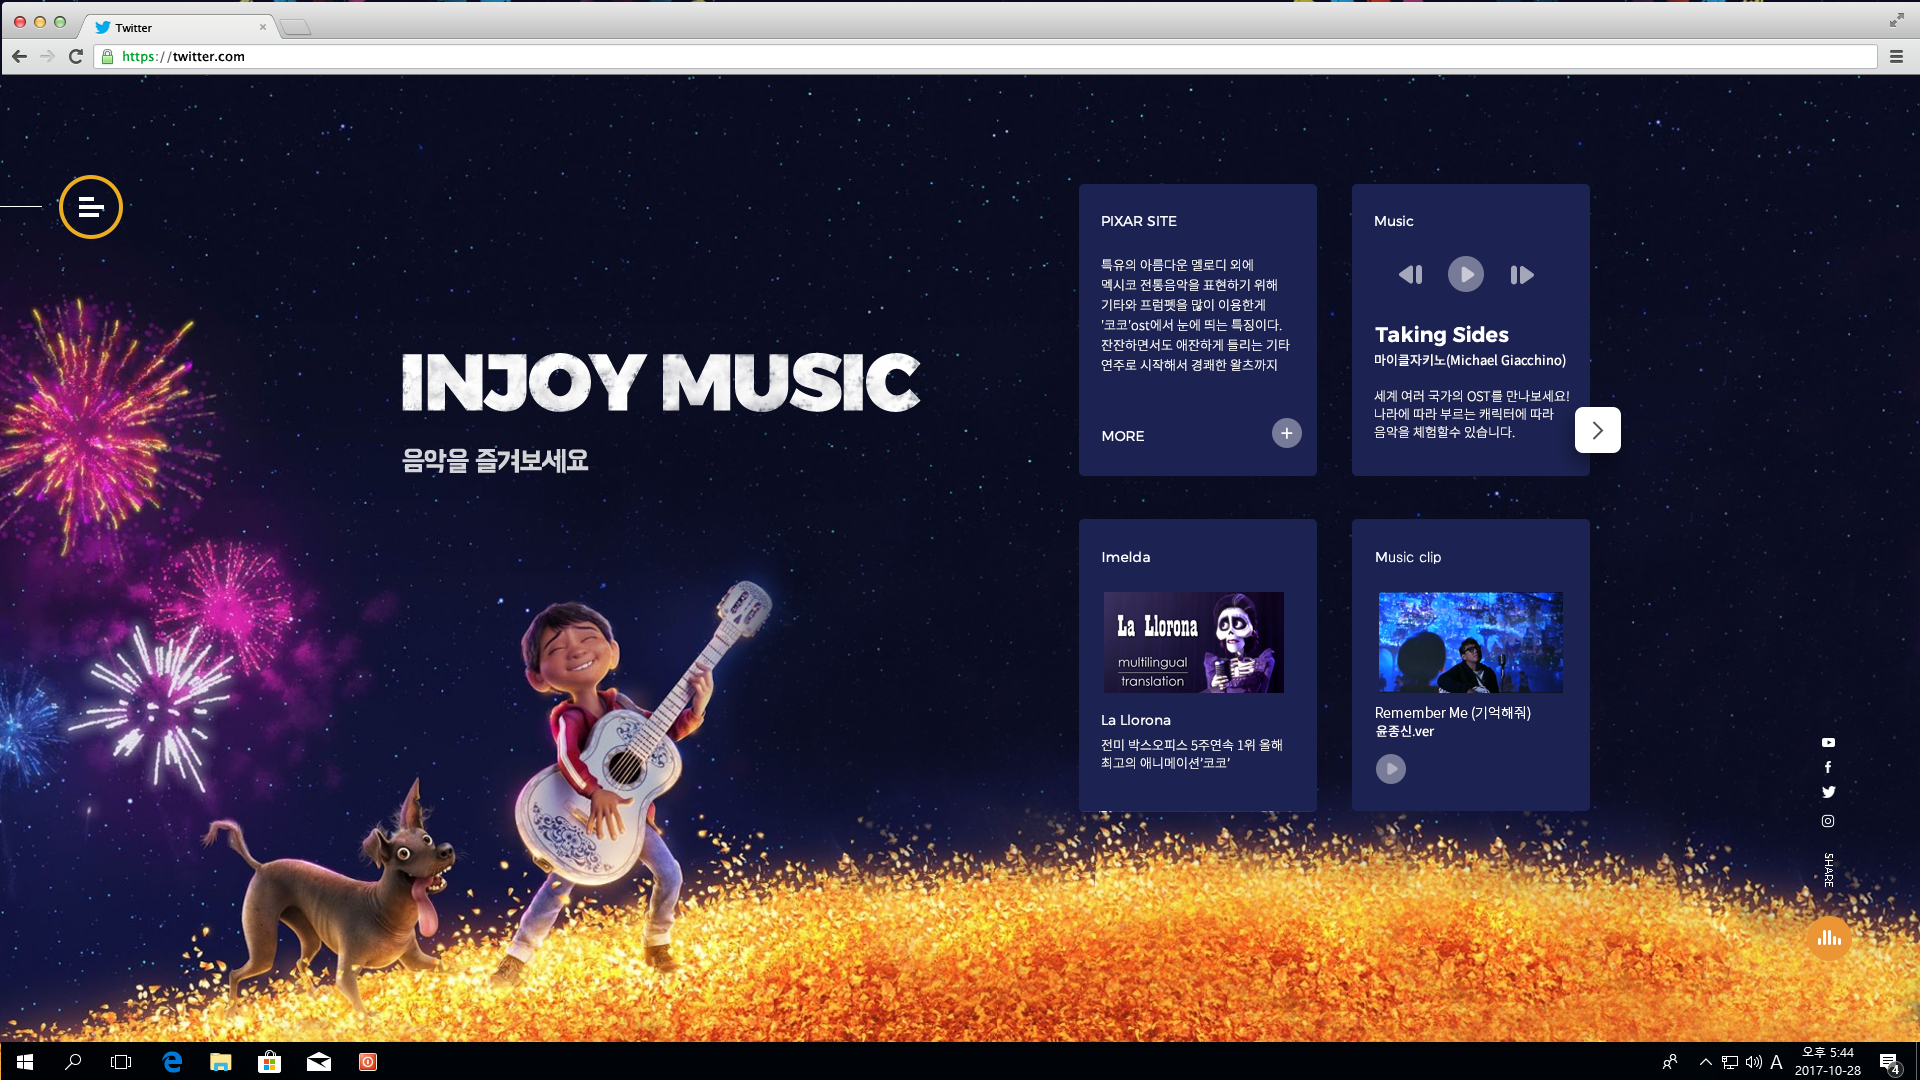 Twitter
https://twitter.com
INJOY MUSIC
음악을 즐겨보세요
PIXAR SITE
특유의 아름다운 멜로디 외에
멕시코 전통음악을 표현하기 위해
기타와 프럼펫을 많이 이용한게
'코코'ost에서 눈에 띄는 특징이다.
잔잔하면서도 애잔하게 들리는 기타
연주로 시작해서 경쾌한 왈츠까지
MORE
Music
Taking Sides
마이클자키노(Michael Giacchino)
세계 여러 국가의 OST를 만나보세요!
나라에 따라 부르는 캐릭터에 따라
음악을 체험할수 있습니다.
Imelda
La Llorona
multilingual
translation
La Llorona
전미 박스오피스 5주연속 1위 올해
최고의 애니메이션'코코'
Music clip
Remember Me (기억해줘)
윤종신.ver
SHARE
A
오후 5:44
2017-10-28
4